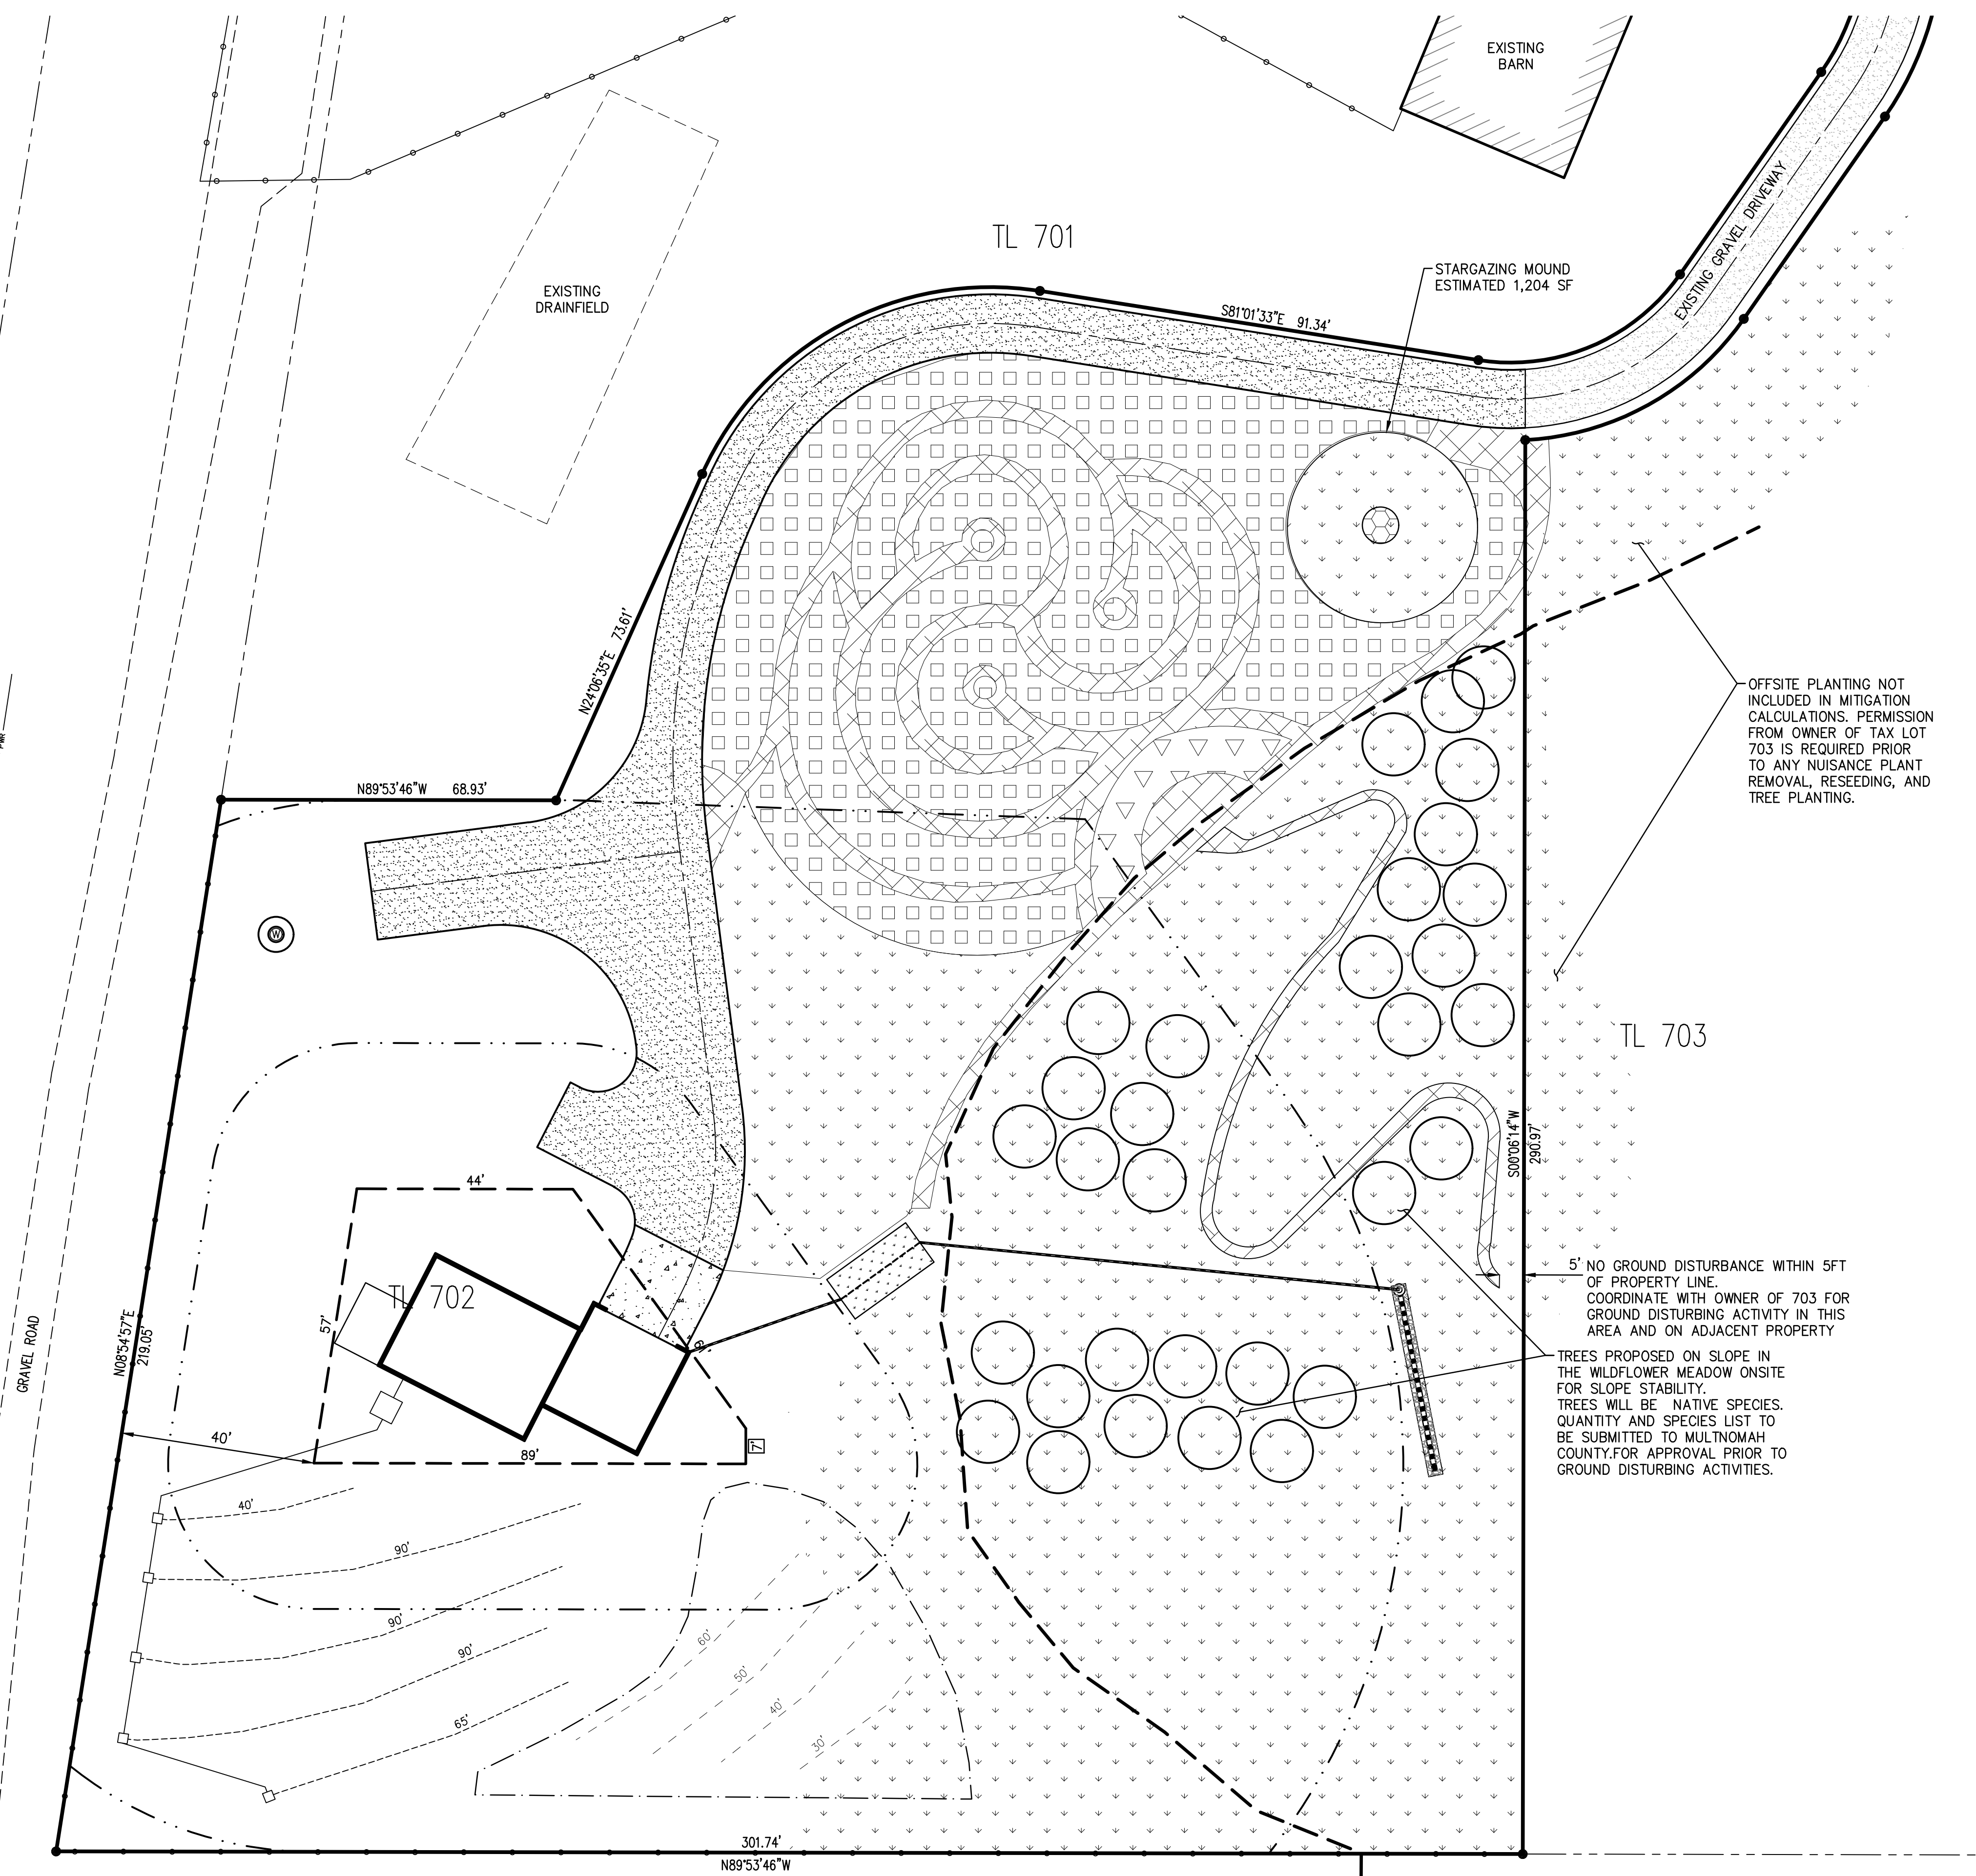 EXISTING
BARN
EXISTING GRAVEL DRIVEWAY
TL 701
STARGAZING MOUND
ESTIMATED 1,204 SF
EXISTING
DRAINFIELD
S81°01'33"E 91.34'
N24°06'35"E 73.61'
OFFSITE PLANTING NOT
INCLUDED IN MITIGATION
CALCULATIONS. PERMISSION
FROM OWNER OF TAX LOT
703 IS REQUIRED PRIOR
TO ANY NUISANCE PLANT
REMOVAL, RESEEDING, AND
TREE PLANTING.
N89°53'46"W 68.93'
W
TL 703
S00°06'14"W
290.97'
44'
5' NO GROUND DISTURBANCE WITHIN 5FT
OF PROPERTY LINE.
COORDINATE WITH OWNER OF 703 FOR
GROUND DISTURBING ACTIVITY IN THIS
AREA AND ON ADJACENT PROPERTY
TL 702
57'
N08°54'57"E
219.05'
GRAVEL ROAD
TREES PROPOSED ON SLOPE IN
THE WILDFLOWER MEADOW ONSITE
FOR SLOPE STABILITY.
TREES WILL BE NATIVE SPECIES.
QUANTITY AND SPECIES LIST TO
BE SUBMITTED TO MULTNOMAH
COUNTY.FOR APPROVAL PRIOR TO
GROUND DISTURBING ACTIVITIES.
40'
89'
7'
40'
90'
90'
90'
65'
60'
50'
40'
30'
301.74'
N89°53'46"W